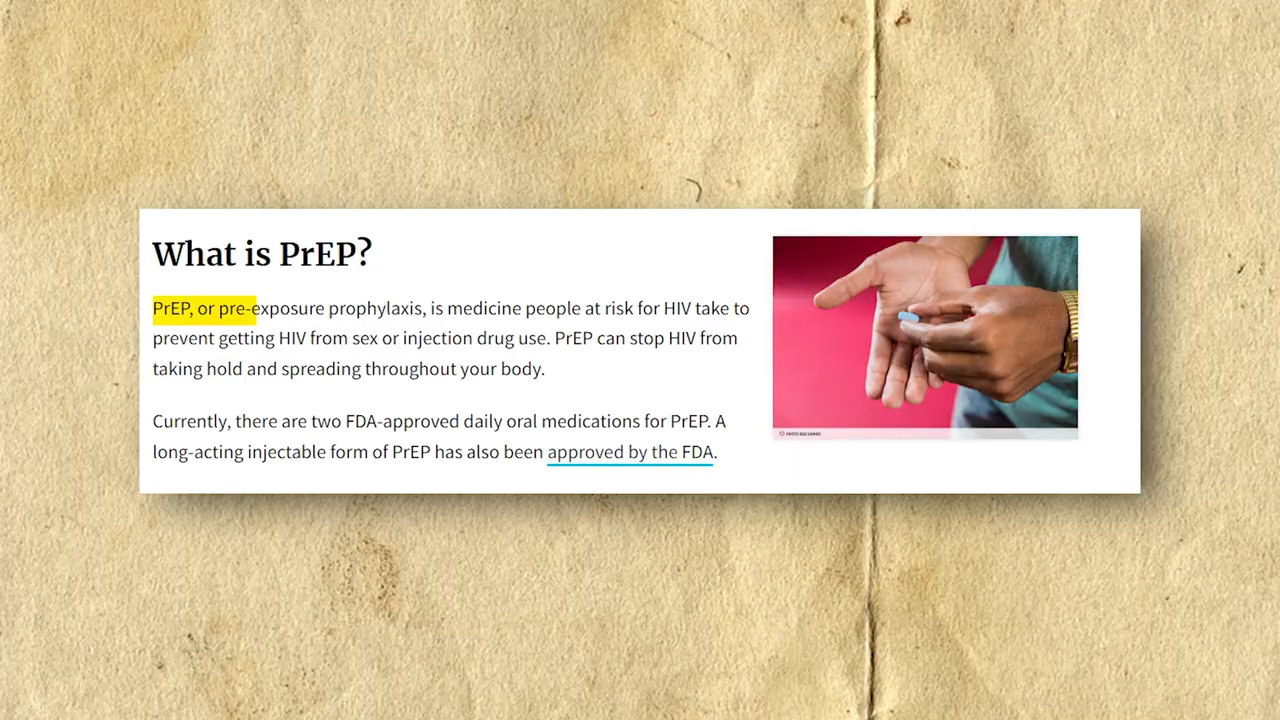 What is PrEP?
PrEP, or pre-exposure prophylaxis, is medicine people at risk for HIV take to
prevent getting HIV from sex or injection drug use. PrEP can stop HIV from
taking hold and spreading throughout your body.
Currently, there are two FDA-approved daily oral medications for PrEP. A
long-acting injectable form of PrEP has also been approved by the FDA.